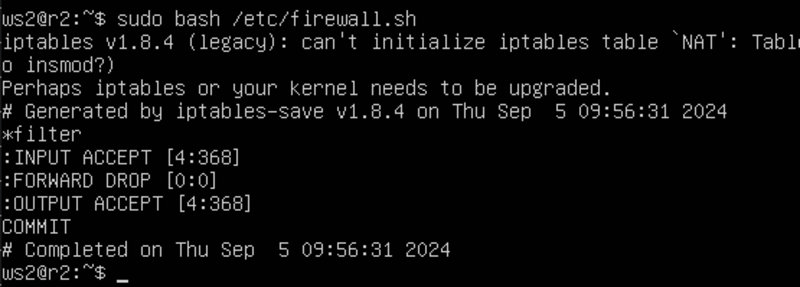 ws2@r2:~$ sudo bash /etc/firewall.sh
iptables v1.8.4 (legacy): can't initialize iptables table `NAT': Tabl
o insmod?)
Perhaps iptables or your kernel needs to be upgraded.
# Generated by iptables-save v1.8.4 on Thu Sep  5 09:56:31 2024
*filter
:INPUT ACCEPT [4:368]
:FORWARD DROP [0:0]
:OUTPUT ACCEPT [4:368]
COMMIT
# Completed on Thu Sep  5 09:56:31 2024
ws2@r2:~$ _